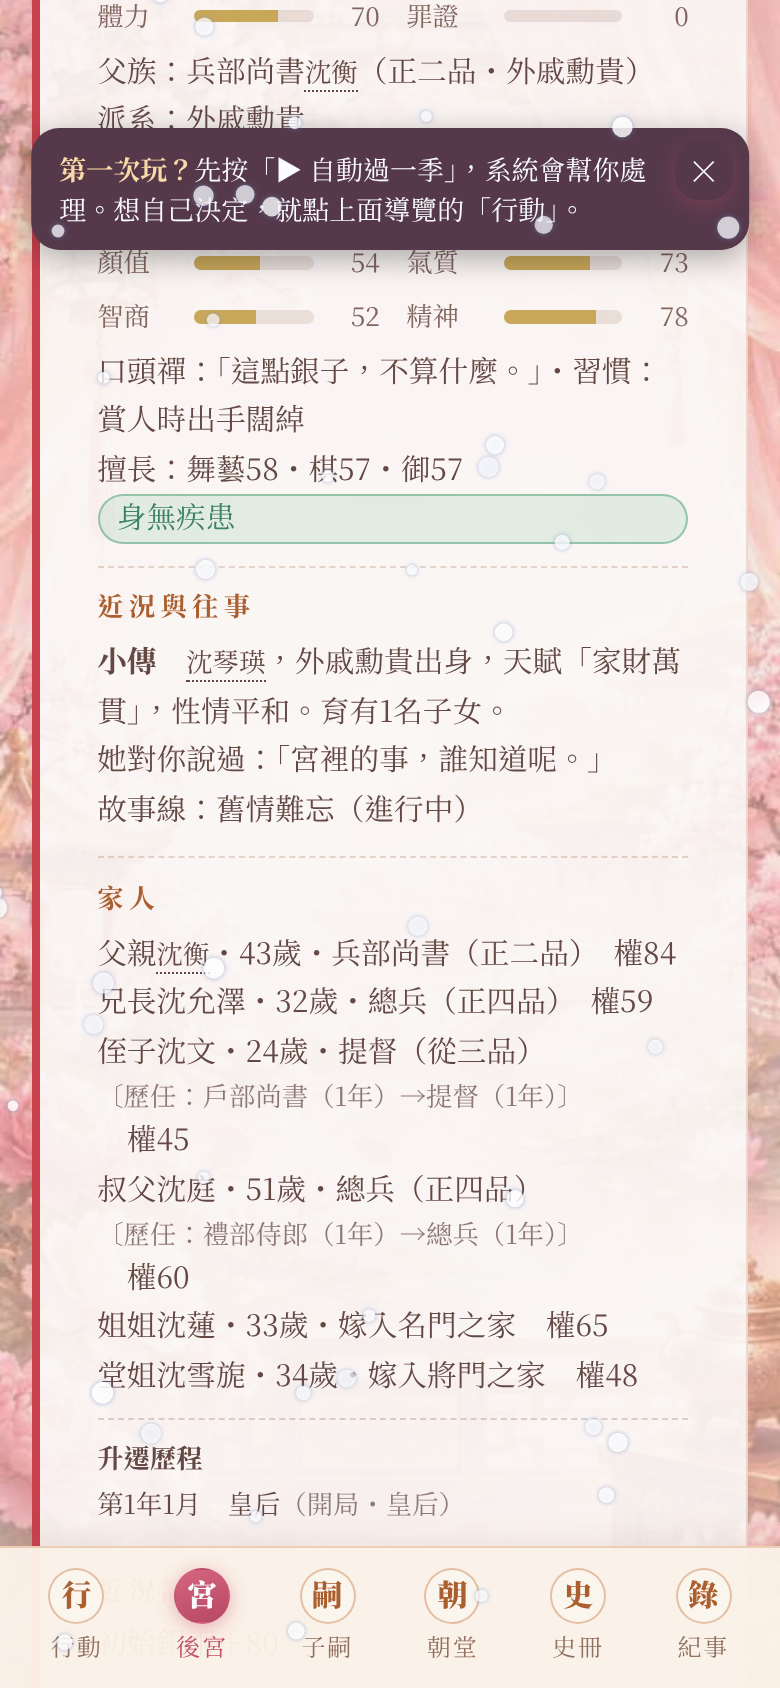 體力 70 罪證 0
父族：兵部尚書沈衡（正二品・外戚勳貴）
派系：外戚勳貴
第一次玩？先按「▶ 自動過一季」，系統會幫你處
理。想自己決定，就點上面導覽的「行動」。
顏值 54 氣質 73
智商 52 精神 78
口頭禪：「這點銀子，不算什麼。」・習慣：
賞人時出手闊綽
擅長：舞藝58・棋57・御57
身無疾患
近況與往事
小傳　沈琴瑛，外戚勳貴出身，天賦「家財萬
貫」，性情平和。育有1名子女。
她對你說過：「宮裡的事，誰知道呢。」
故事線：舊情難忘（進行中）
家人
父親沈衡・43歲・兵部尚書（正二品）　權84
兄長沈允澤・32歲・總兵（正四品）　權59
侄子沈文・24歲・提督（從三品）
〔歷任：戶部尚書（1年）→提督（1年）〕
權45
叔父沈庭・51歲・總兵（正四品）
〔歷任：禮部侍郎（1年）→總兵（1年）〕
權60
姐姐沈蓮・33歲・嫁入名門之家　權65
堂姐沈雪旎・34歲・嫁入將門之家　權48
升遷歷程
第1年1月　皇后（開局・皇后）
行 宮 嗣 朝 史 錄
行動 後宮 子嗣 朝堂 史冊 紀事